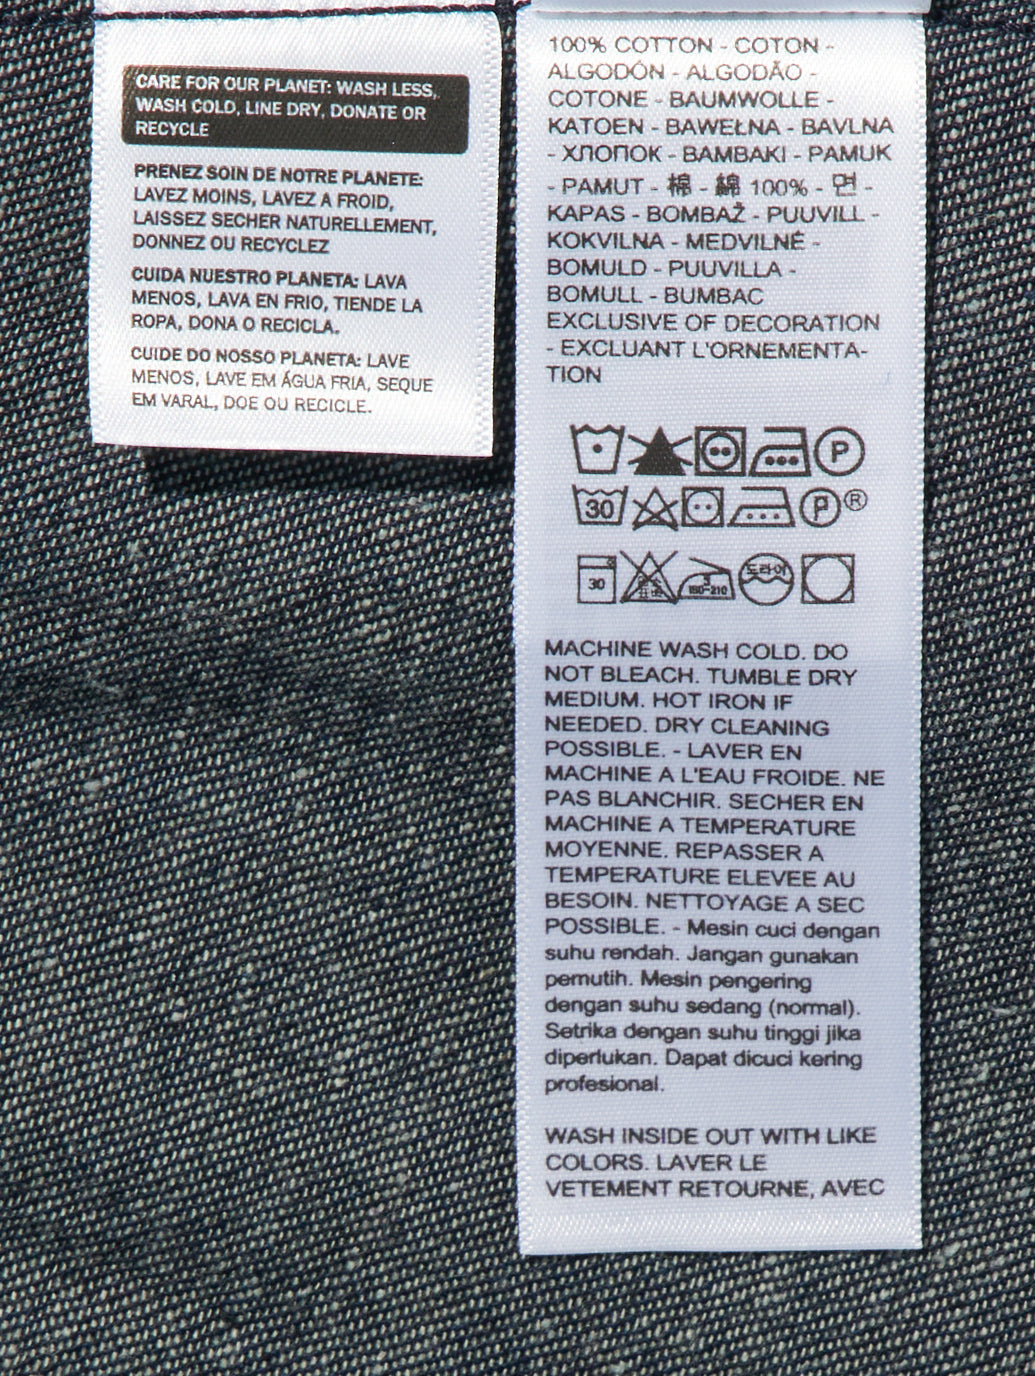 CARE FOR OUR PLANET: WASH LESS,
WASH COLD, LINE DRY, DONATE OR
RECYCLE
PRENEZ SOIN DE NOTRE PLANETE:
LAVEZ MOINS, LAVEZ A FROID,
LAISSEZ SECHER NATURELLEMENT,
DONNEZ OU RECYCLEZ
CUIDA NUESTRO PLANETA: LAVA
MENOS, LAVA EN FRIO, TIENDE LA
ROPA, DONA O RECICLA.
CUIDE DO NOSSO PLANETA: LAVE
MENOS, LAVE EM ÁGUA FRIA, SEQUE
EM VARAL, DOE OU RECICLE.
100% COTTON - COTON -
ALGODÓN - ALGODÃO -
COTONE - BAUMWOLLE -
KATOEN - BAWEŁNA - BAVLNA
- ХЛОПОК - BAMBAKI - PAMUK
- PAMUT - 棉 - 綿 100% - 면 -
KAPAS - BOMBAŽ - PUUVILL -
KOKVILNA - MEDVILNĖ -
BOMULD - PUUVILLA -
BOMULL - BUMBAC
EXCLUSIVE OF DECORATION
- EXCLUANT L'ORNEMENTA-
TION
P
30 P ®
30 180-210 드라이
MACHINE WASH COLD. DO
NOT BLEACH. TUMBLE DRY
MEDIUM. HOT IRON IF
NEEDED. DRY CLEANING
POSSIBLE. - LAVER EN
MACHINE A L'EAU FROIDE. NE
PAS BLANCHIR. SECHER EN
MACHINE A TEMPERATURE
MOYENNE. REPASSER A
TEMPERATURE ELEVEE AU
BESOIN. NETTOYAGE A SEC
POSSIBLE. - Mesin cuci dengan
suhu rendah. Jangan gunakan
pemutih. Mesin pengering
dengan suhu sedang (normal).
Setrika dengan suhu tinggi jika
diperlukan. Dapat dicuci kering
profesional.
WASH INSIDE OUT WITH LIKE
COLORS. LAVER LE
VETEMENT RETOURNE, AVEC